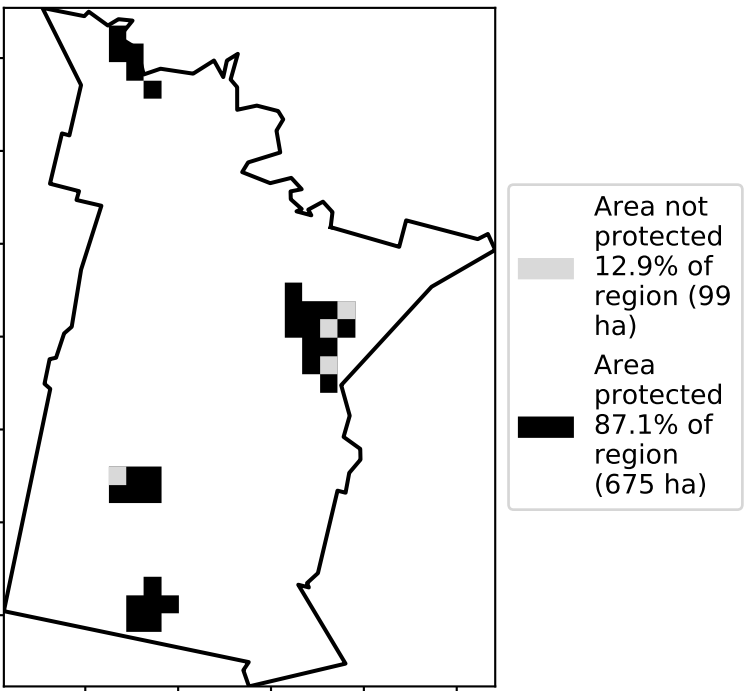 Area not
protected
12.9% of
region (99
ha)
Area
protected
87.1% of
region
(675 ha)